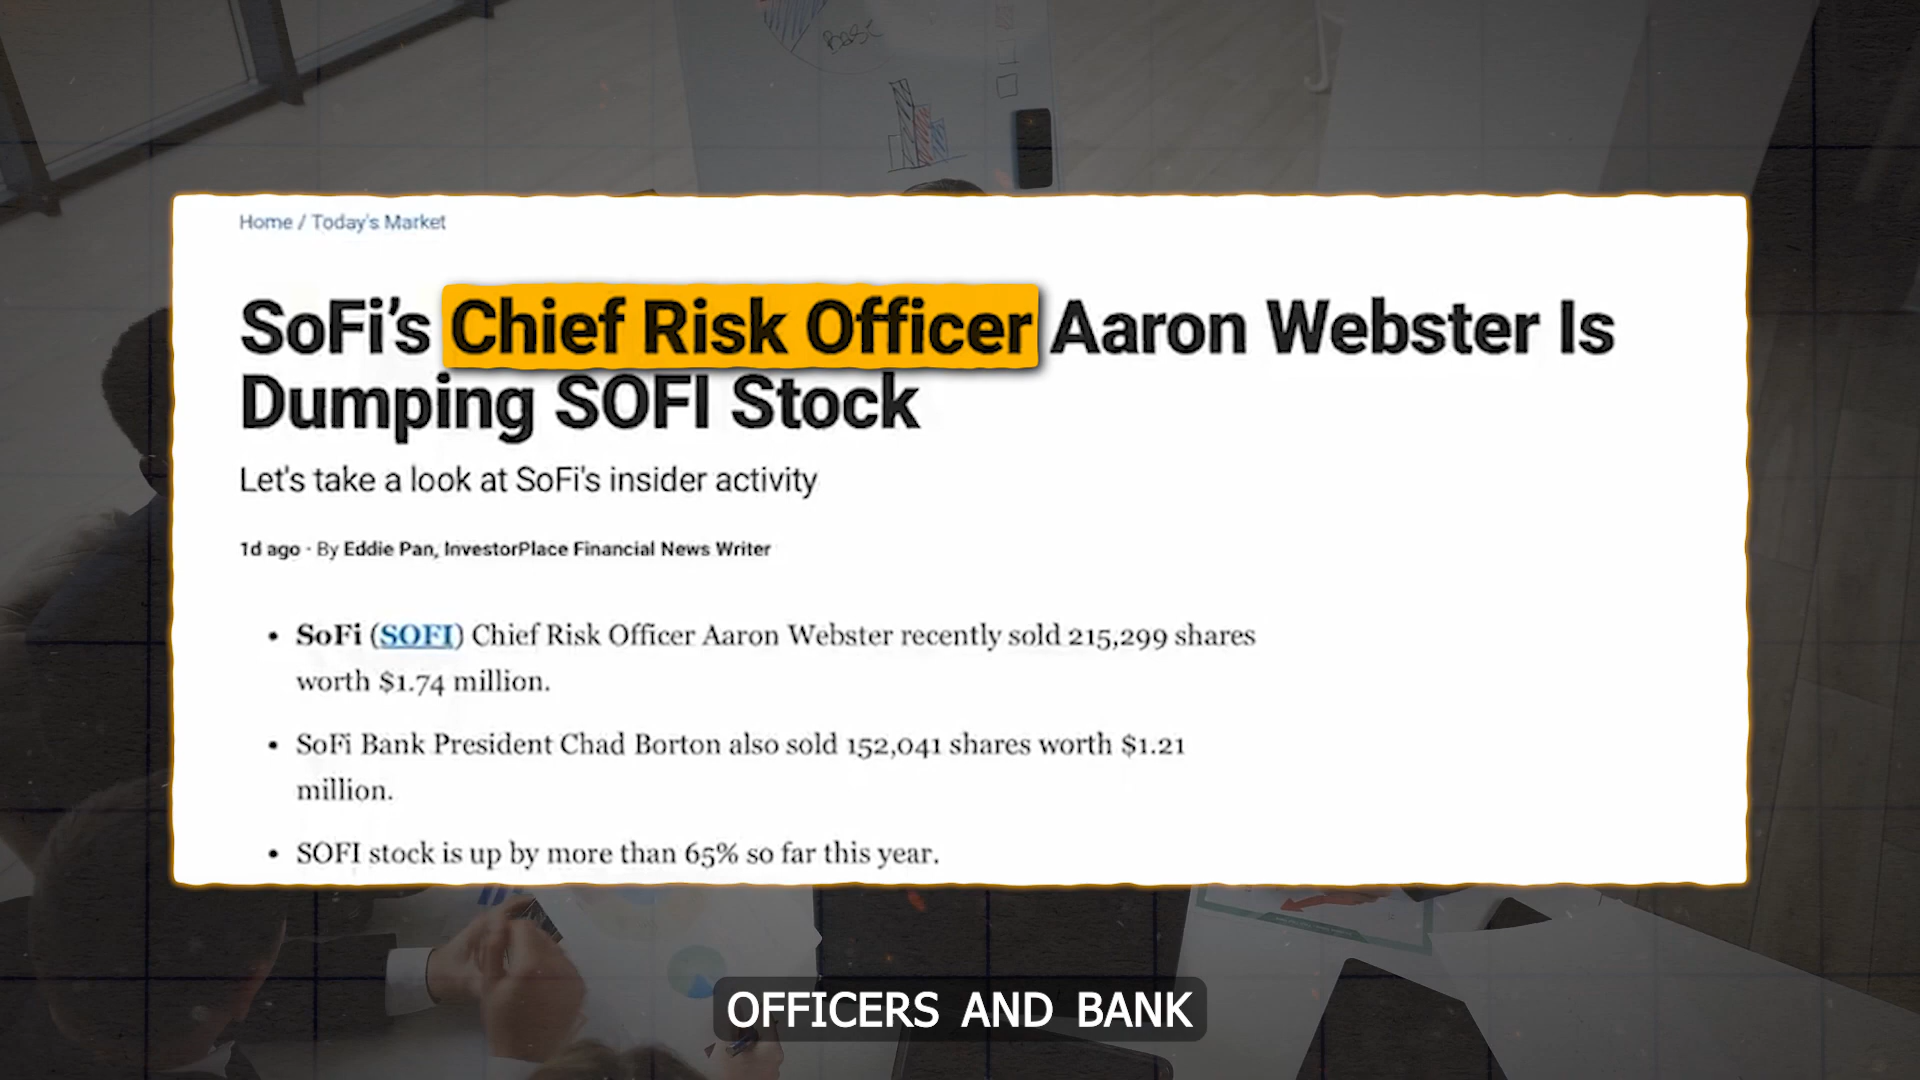 Base
Home / Today's Market
SoFi’s Chief Risk Officer Aaron Webster Is
Dumping SOFI Stock
Let's take a look at SoFi's insider activity
1d ago · By Eddie Pan, InvestorPlace Financial News Writer
• SoFi (SOFI) Chief Risk Officer Aaron Webster recently sold 215,299 shares
worth $1.74 million.
• SoFi Bank President Chad Borton also sold 152,041 shares worth $1.21
million.
• SOFI stock is up by more than 65% so far this year.
OFFICERS AND BANK